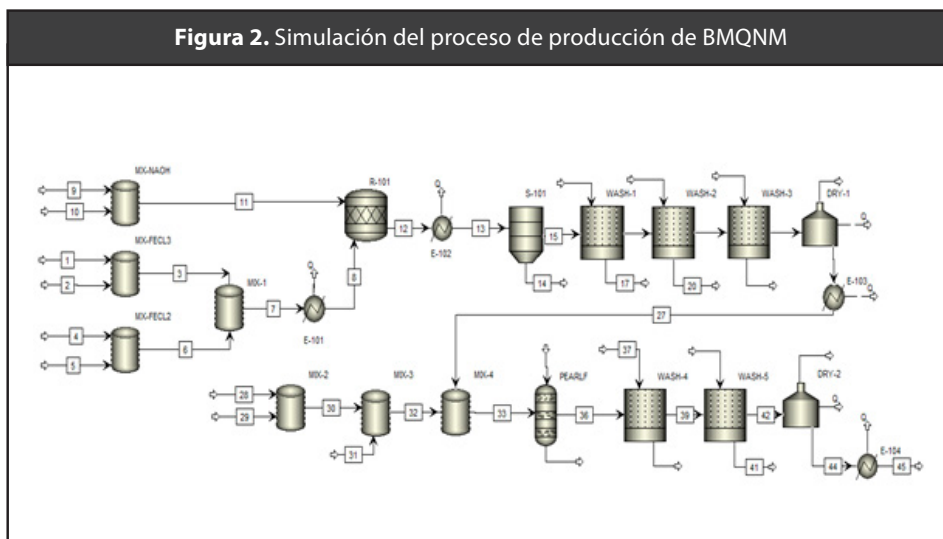 Figura 2. Simulación del proceso de producción de BMQNM
MX-NAOH
9
10
11
R-101
12
E-102
Q
13
S-101
14
15
WASH-1
17
WASH-2
20
WASH-3
DRY-1
Q
MX-FECL3
1
2
3
MIX-1
7
Q
E-101
8
MX-FECL2
4
5
6
E-103
Q
27
MIX-2
28
29
30
MIX-3
31
32
MIX-4
33
PEARLF
36
37
WASH-4
39
WASH-5
41
42
DRY-2
Q
44
Q
E-104
45